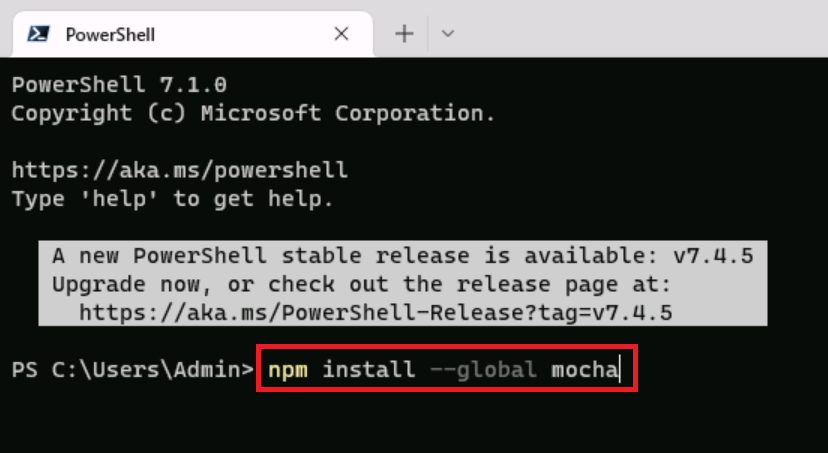 PowerShell
PowerShell 7.1.0
Copyright (c) Microsoft Corporation.
https://aka.ms/powershell
Type 'help' to get help.
A new PowerShell stable release is available: v7.4.5
Upgrade now, or check out the release page at:
https://aka.ms/PowerShell-Release?tag=v7.4.5
PS C:\Users\Admin> npm install --global mocha